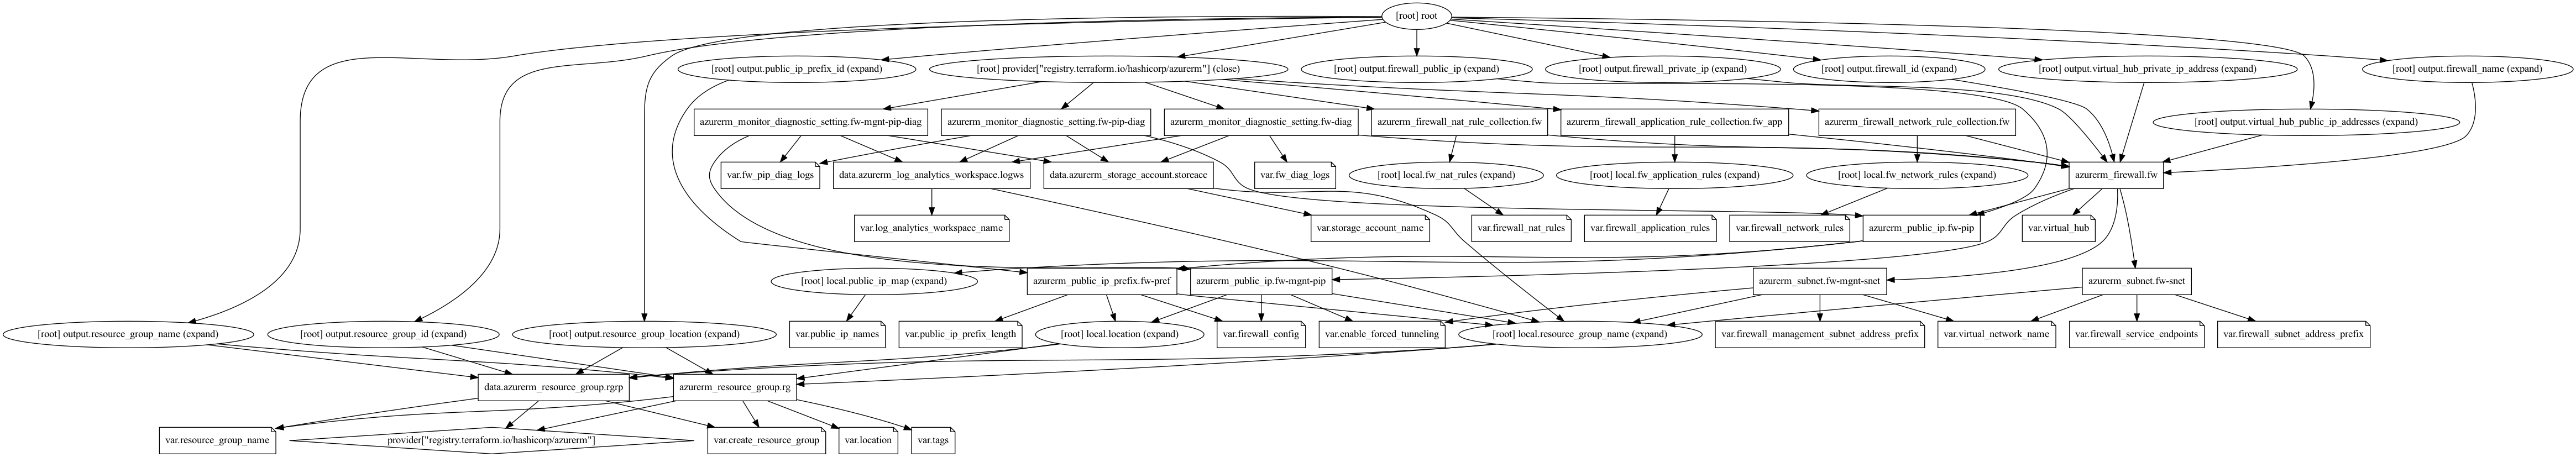 [root] root
[root] output.public_ip_prefix_id (expand)
[root] provider["registry.terraform.io/hashicorp/azurerm"] (close)
[root] output.firewall_public_ip (expand)
[root] output.firewall_private_ip (expand)
[root] output.firewall_id (expand)
[root] output.virtual_hub_private_ip_address (expand)
[root] output.firewall_name (expand)
azurerm_monitor_diagnostic_setting.fw-mgnt-pip-diag
azurerm_monitor_diagnostic_setting.fw-pip-diag
azurerm_monitor_diagnostic_setting.fw-diag
azurerm_firewall_nat_rule_collection.fw
azurerm_firewall_application_rule_collection.fw_app
azurerm_firewall_network_rule_collection.fw
[root] output.virtual_hub_public_ip_addresses (expand)
var.fw_pip_diag_logs
data.azurerm_log_analytics_workspace.logws
data.azurerm_storage_account.storeacc
var.fw_diag_logs
[root] local.fw_nat_rules (expand)
[root] local.fw_application_rules (expand)
[root] local.fw_network_rules (expand)
azurerm_firewall.fw
var.log_analytics_workspace_name
var.storage_account_name
var.firewall_nat_rules
var.firewall_application_rules
var.firewall_network_rules
azurerm_public_ip.fw-pip
var.virtual_hub
[root] local.public_ip_map (expand)
azurerm_public_ip_prefix.fw-pref
azurerm_public_ip.fw-mgnt-pip
azurerm_subnet.fw-mgnt-snet
azurerm_subnet.fw-snet
[root] output.resource_group_name (expand)
[root] output.resource_group_id (expand)
[root] output.resource_group_location (expand)
var.public_ip_names
var.public_ip_prefix_length
[root] local.location (expand)
var.firewall_config
var.enable_forced_tunneling
[root] local.resource_group_name (expand)
var.firewall_management_subnet_address_prefix
var.virtual_network_name
var.firewall_service_endpoints
var.firewall_subnet_address_prefix
data.azurerm_resource_group.rgrp
azurerm_resource_group.rg
var.resource_group_name
provider["registry.terraform.io/hashicorp/azurerm"]
var.create_resource_group
var.location
var.tags